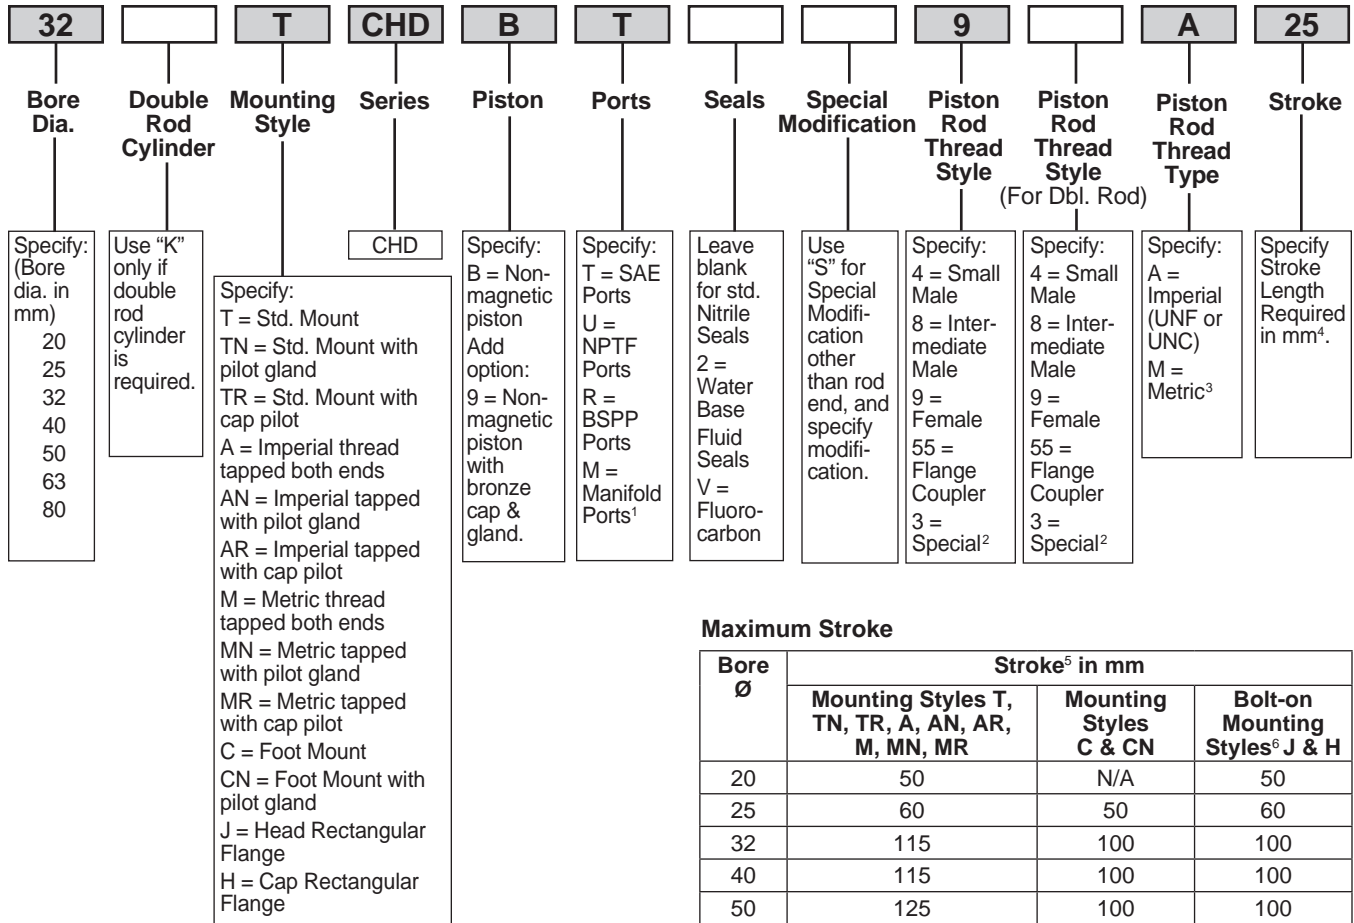 32 T CHD B T 9 A 25
Bore
Dia.
Double
Rod
Cylinder
Mounting
Style
Series
Piston
Ports
Seals
Special
Modification
Piston
Rod
Thread
Style
Piston
Rod
Thread
Style
(For Dbl. Rod)
Piston
Rod
Thread
Type
Stroke
Specify:
(Bore
dia. in
mm)
20
25
32
40
50
63
80
Use “K”
only if
double
rod
cylinder
is
required.
Specify:
T = Std. Mount
TN = Std. Mount with
pilot gland
TR = Std. Mount with
cap pilot
A = Imperial thread
tapped both ends
AN = Imperial tapped
with pilot gland
AR = Imperial tapped
with cap pilot
M = Metric thread
tapped both ends
MN = Metric tapped
with pilot gland
MR = Metric tapped
with cap pilot
C = Foot Mount
CN = Foot Mount with
pilot gland
J = Head Rectangular
Flange
H = Cap Rectangular
Flange
CHD
Specify:
B = Non-
magnetic
piston
Add
option:
9 = Non-
magnetic
piston
with
bronze
cap &
gland.
Specify:
T = SAE
Ports
U =
NPTF
Ports
R =
BSPP
Ports
M =
Manifold
Ports¹
Leave
blank
for std.
Nitrile
Seals
2 =
Water
Base
Fluid
Seals
V =
Fluoro-
carbon
Use
“S” for
Special
Modifi-
cation
other
than rod
end, and
specify
modifi-
cation.
Specify:
4 = Small
Male
8 = Inter-
mediate
Male
9 =
Female
55 =
Flange
Coupler
3 =
Special²
Specify:
4 = Small
Male
8 = Inter-
mediate
Male
9 =
Female
55 =
Flange
Coupler
3 =
Special²
Specify:
A =
Imperial
(UNF or
UNC)
M =
Metric³
Specify
Stroke
Length
Required
in mm⁴.
Maximum Stroke
Bore
Ø
Stroke⁵ in mm
Mounting Styles T,
TN, TR, A, AN, AR,
M, MN, MR
Mounting
Styles
C & CN
Bolt-on
Mounting
Styles⁶ J & H
20 50 N/A 50
25 60 50 60
32 115 100 100
40 115 100 100
50 125 100 100